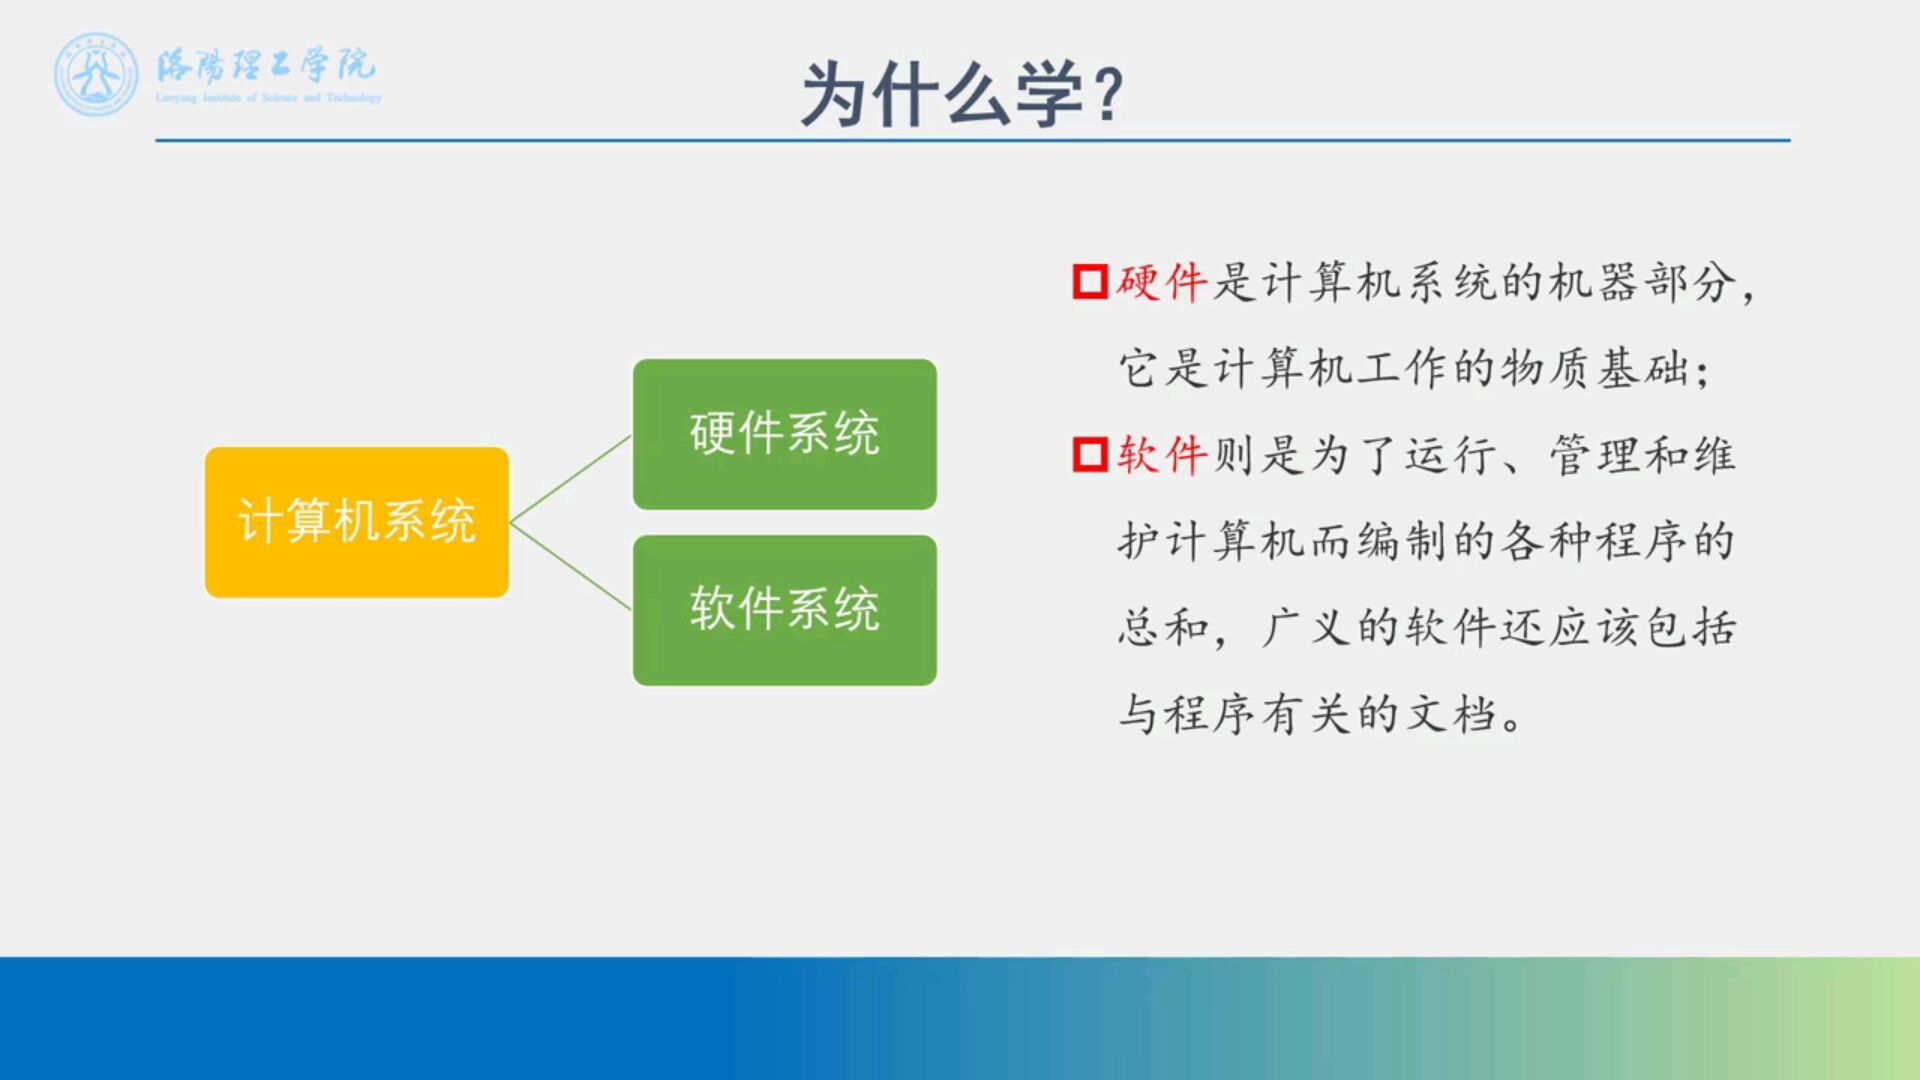 洛陽理工学院
Luoyang Institute of Science and Technology
为什么学？
计算机系统
硬件系统
软件系统
硬件是计算机系统的机器部分，
它是计算机工作的物质基础；
软件则是为了运行、管理和维
护计算机而编制的各种程序的
总和，广义的软件还应该包括
与程序有关的文档。